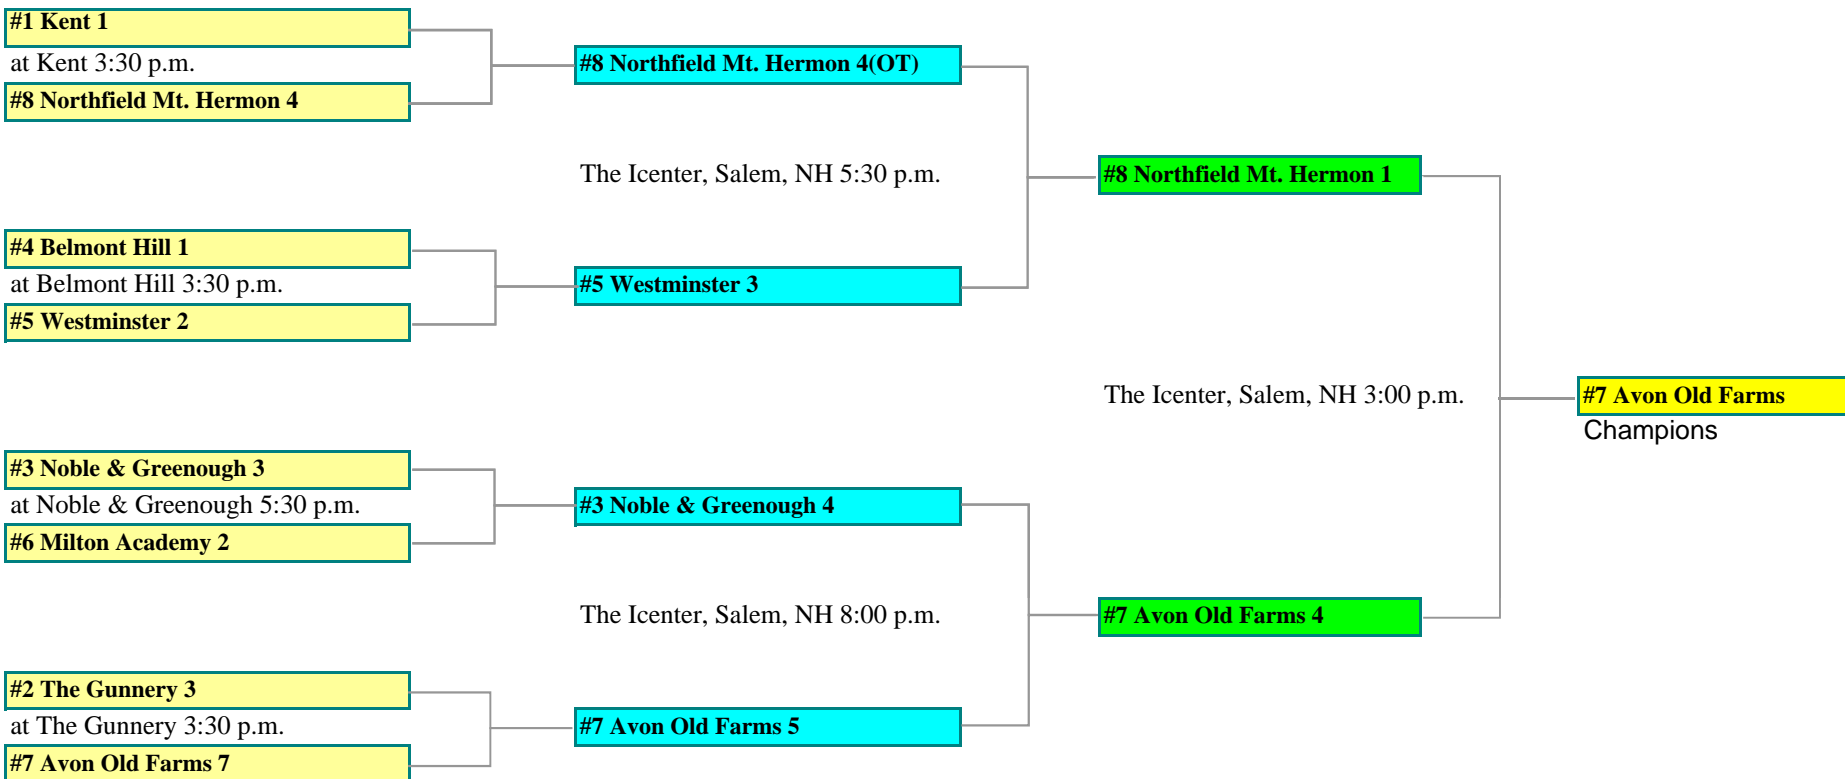 #1 Kent 1
at Kent 3:30 p.m.
#8 Northfield Mt. Hermon 4
#4 Belmont Hill 1
at Belmont Hill 3:30 p.m.
#5 Westminster 2
#3 Noble & Greenough 3
at Noble & Greenough 5:30 p.m.
#6 Milton Academy 2
#2 The Gunnery 3
at The Gunnery 3:30 p.m.
#7 Avon Old Farms 7
#8 Northfield Mt. Hermon 4(OT)
The Icenter, Salem, NH 5:30 p.m.
#5 Westminster 3
#3 Noble & Greenough 4
The Icenter, Salem, NH 8:00 p.m.
#7 Avon Old Farms 5
#8 Northfield Mt. Hermon 1
The Icenter, Salem, NH 3:00 p.m.
#7 Avon Old Farms 4
#7 Avon Old Farms
Champions